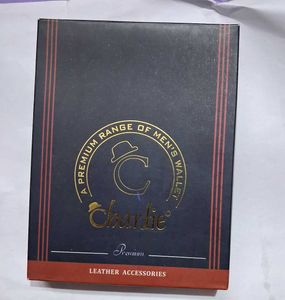 A PREMIUM RANGE OF MEN'S WALLET
C
Charlie
Premium
LEATHER ACCESSORIES